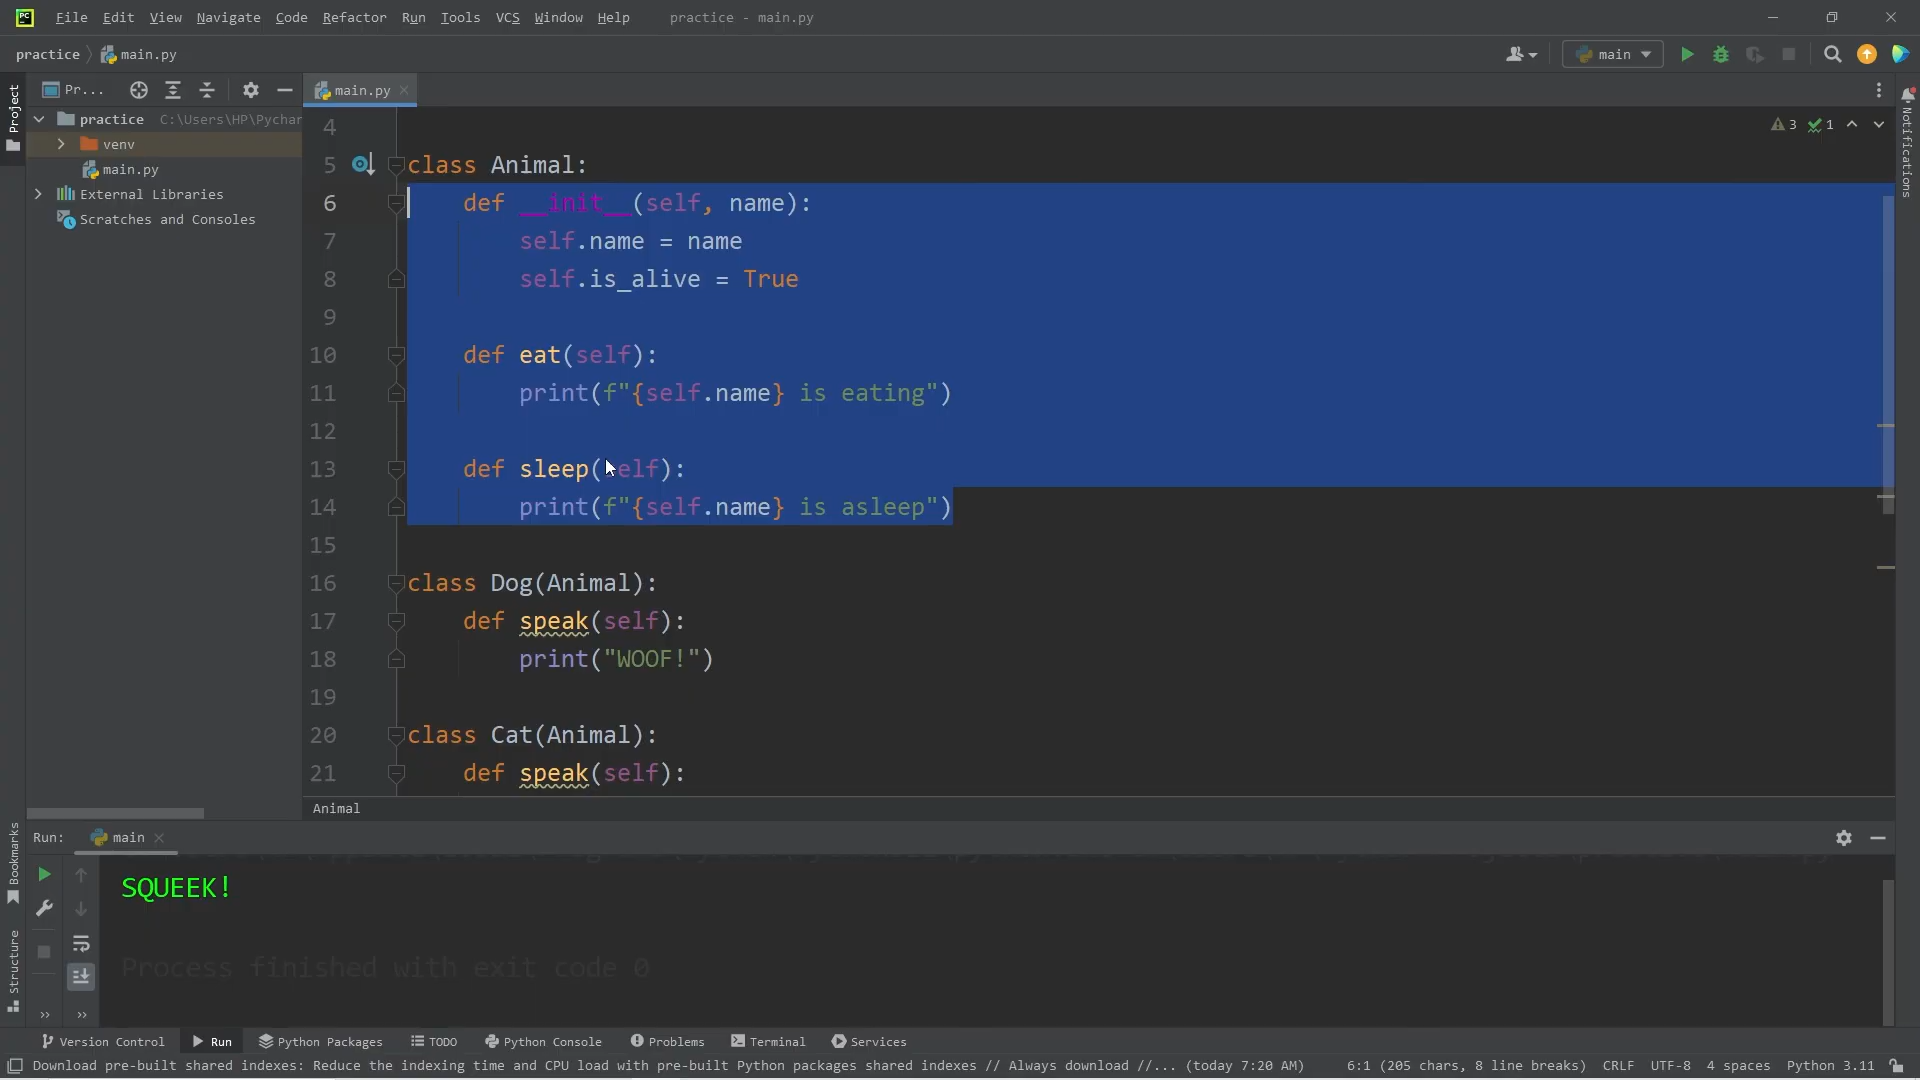 PC File Edit View Navigate Code Refactor Run Tools VCS Window Help practice - main.py
practice main.py main
Project Pr... main.py
practice C:\Users\HP\Pychar
venv
main.py
External Libraries
Scratches and Consoles
Notifications
3 1
4
5 class Animal:
6 def __init__(self, name):
7 self.name = name
8 self.is_alive = True
9
10 def eat(self):
11 print(f"{self.name} is eating")
12
13 def sleep(self):
14 print(f"{self.name} is asleep")
15
16 class Dog(Animal):
17 def speak(self):
18 print("WOOF!")
19
20 class Cat(Animal):
21 def speak(self):
Animal
Bookmarks
Structure
Run: main
SQUEEK!
Process finished with exit code 0
Version Control Run Python Packages TODO Python Console Problems Terminal Services
Download pre-built shared indexes: Reduce the indexing time and CPU load with pre-built Python packages shared indexes // Always download //... (today 7:20 AM) 6:1 (205 chars, 8 line breaks) CRLF UTF-8 4 spaces Python 3.11